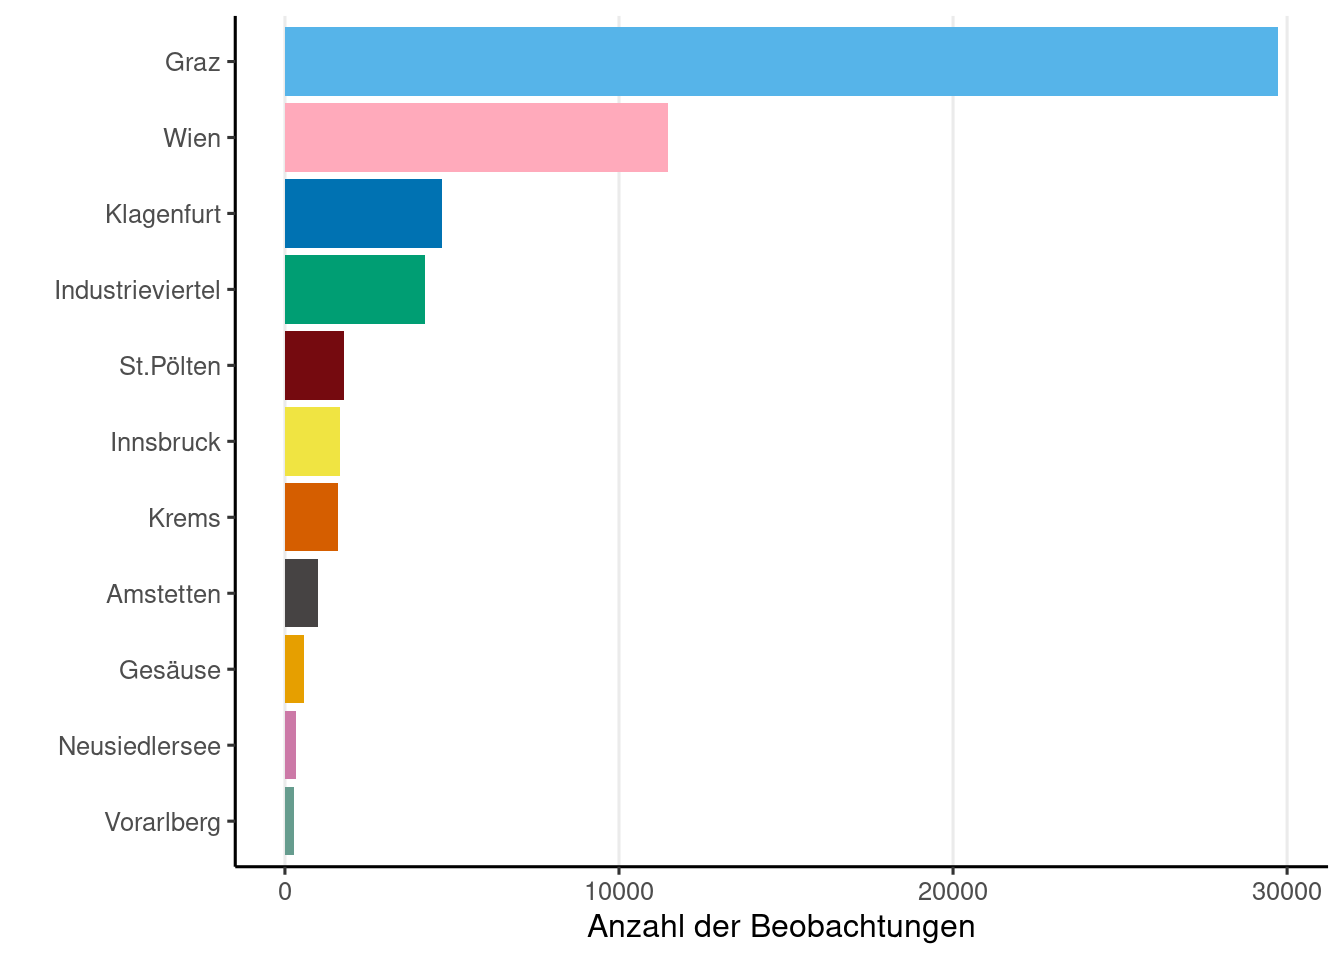 Graz
Wien
Klagenfurt
Industrieviertel
St.Pölten
Innsbruck
Krems
Amstetten
Gesäuse
Neusiedlersee
Vorarlberg
0 10000 20000 30000
Anzahl der Beobachtungen